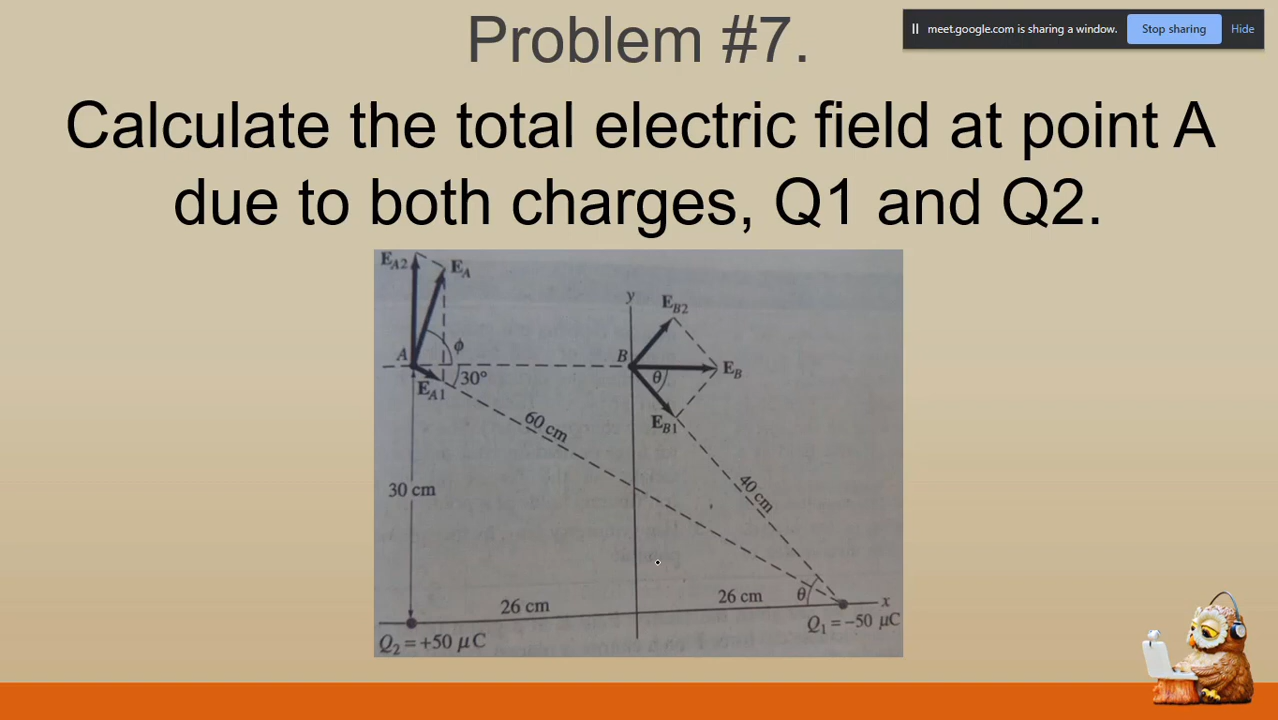 Problem #7.
meet.google.com is sharing a window.
Stop sharing
Hide
Calculate the total electric field at point A
due to both charges, Q1 and Q2.
E_A2
E_A
y
E_B2
A
ϕ
B
30°
E_A1
θ
E_B
60 cm
E_B1
30 cm
40 cm
26 cm
26 cm
θ
x
Q₂ = +50 μC
Q₁ = −50 μC